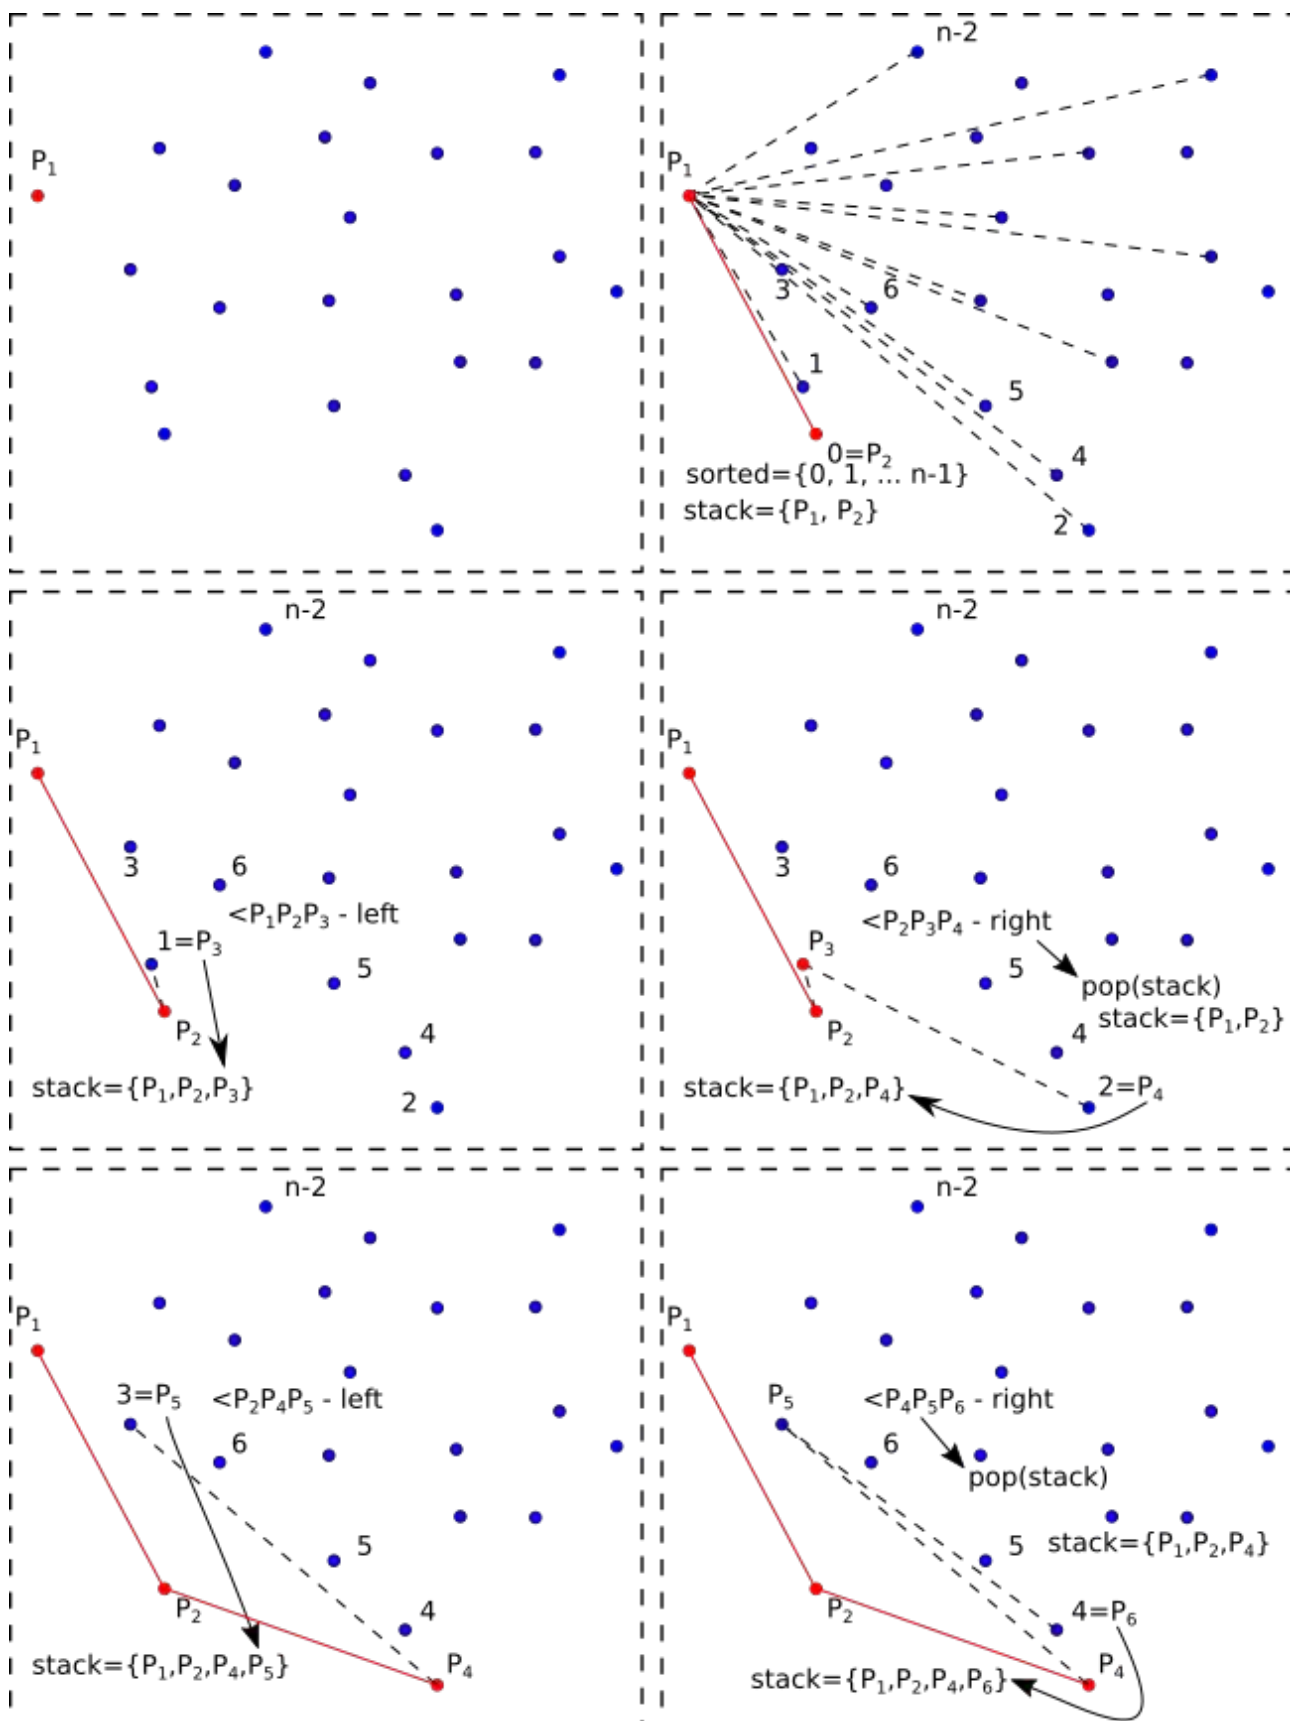 P₁
n-2
P₁
3
6
1
5
0=P₂
4
sorted={0, 1, ... n-1}
stack={P₁, P₂}
2
n-2
P₁
3
6
<P₁P₂P₃ - left
1=P₃
5
P₂
4
stack={P₁,P₂,P₃}
2
n-2
P₁
3
6
<P₂P₃P₄ - right
P₃
5
pop(stack)
stack={P₁,P₂}
P₂
4
stack={P₁,P₂,P₄}
2=P₄
n-2
P₁
3=P₅
<P₂P₄P₅ - left
6
5
P₂
4
stack={P₁,P₂,P₄,P₅}
P₄
n-2
P₁
P₅
<P₄P₅P₆ - right
6
pop(stack)
5
stack={P₁,P₂,P₄}
P₂
4=P₆
P₄
stack={P₁,P₂,P₄,P₆}